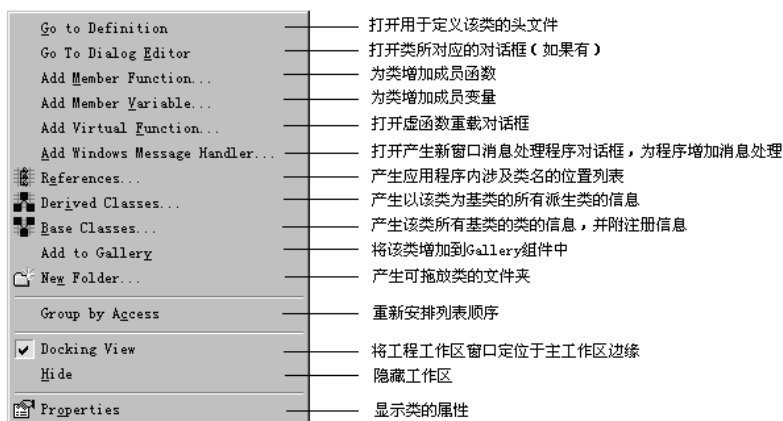 Go to Definition 打开用于定义该类的头文件
Go To Dialog Editor 打开类所对应的对话框(如果有)
Add Member Function... 为类增加成员函数
Add Member Variable... 为类增加成员变量
Add Virtual Function... 打开虚函数重载对话框
Add Windows Message Handler... 打开产生新窗口消息处理程序对话框,为程序增加消息处理
References... 产生应用程序内涉及类名的位置列表
Derived Classes... 产生以该类为基类的所有派生类的信息
Base Classes... 产生该类所有基类的类的信息,并附注册信息
Add to Gallery 将该类增加到Gallery组件中
New Folder... 产生可拖放类的文件夹
Group by Access 重新安排列表顺序
Docking View 将工程工作区窗口定位于主工作区边缘
Hide 隐藏工作区
Properties 显示类的属性